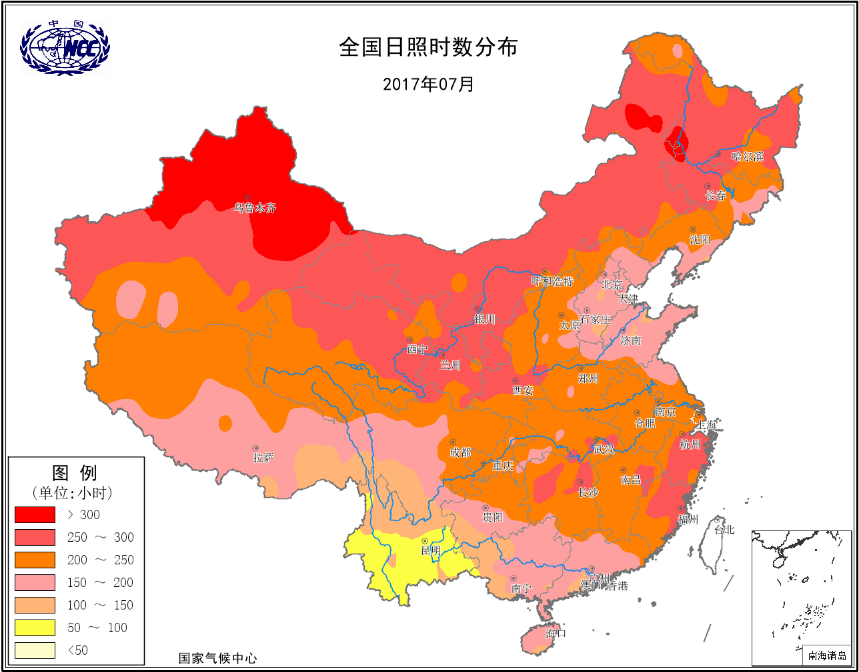 中 国
NCC
全国日照时数分布
2017年07月
哈尔滨
长春
乌鲁木齐
沈阳
呼和浩特
北京
天津
银川
石家庄
太原
济南
西宁
兰州
西安
郑州
南京
合肥
上海
成都
武汉
杭州
拉萨
重庆
长沙
南昌
贵阳
福州
台北
昆明
广州
南宁
澳门
香港
海口
图 例
(单位:小时)
> 300
250 ～ 300
200 ～ 250
150 ～ 200
100 ～ 150
50 ～ 100
<50
南海诸岛
国家气候中心